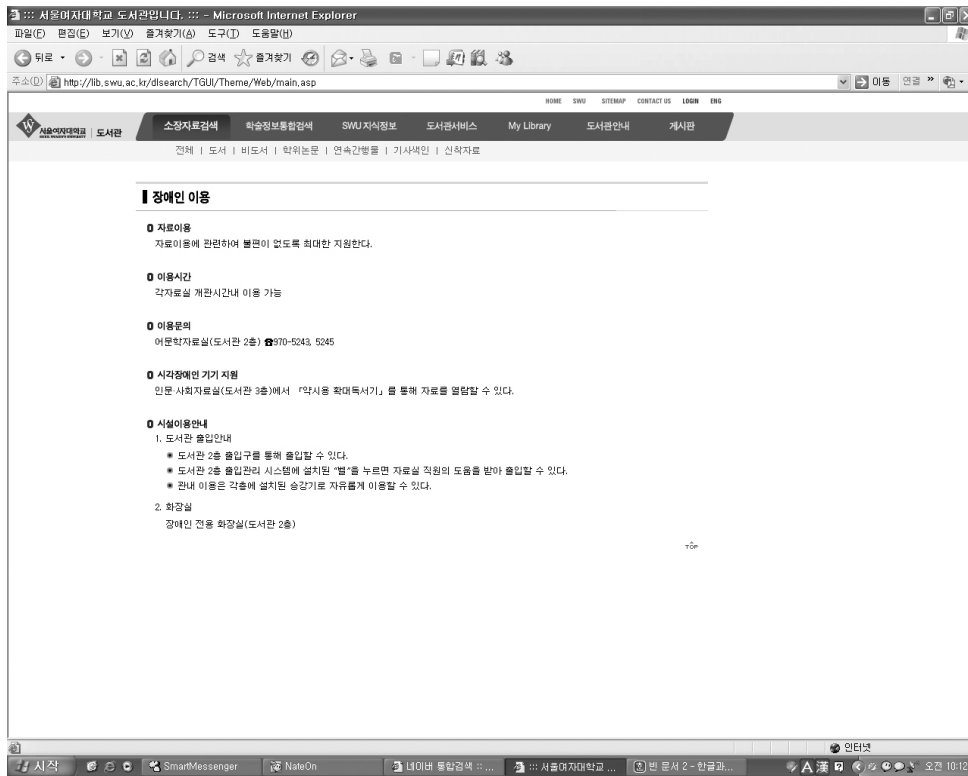 ::: 서울여자대학교 도서관입니다. ::: - Microsoft Internet Explorer
파일(F) 편집(E) 보기(V) 즐겨찾기(A) 도구(T) 도움말(H)
뒤로 검색 즐겨찾기
주소(D) http://lib.swu.ac.kr/dlsearch/TGUI/Theme/Web/main.asp 이동 연결 »
HOME SWU SITEMAP CONTACT US LOGIN ENG
서울여자대학교 | 도서관 소장자료검색 학술정보통합검색 SWU 지식정보 도서관서비스 My Library 도서관안내 게시판
SEOUL WOMEN'S UNIVERSITY
전체 | 도서 | 비도서 | 학위논문 | 연속간행물 | 기사색인 | 신착자료
장애인 이용
자료이용
자료이용에 관련하여 불편이 없도록 최대한 지원한다.
이용시간
각자료실 개관시간내 이용 가능
이용문의
어문학자료실(도서관 2층) ☎970-5243, 5245
시각장애인 기기 지원
인문·사회자료실(도서관 3층)에서 「약시용 확대독서기」를 통해 자료를 열람할 수 있다.
시설이용안내
1. 도서관 출입안내
도서관 2층 출입구를 통해 출입할 수 있다.
도서관 2층 출입관리 시스템에 설치된 "벨"을 누르면 자료실 직원의 도움을 받아 출입할 수 있다.
관내 이용은 각층에 설치된 승강기로 자유롭게 이용할 수 있다.
2. 화장실
장애인 전용 화장실(도서관 2층)
TOP
인터넷
시작 SmartMessenger NateOn 네이버 통합검색 :: ... ::: 서울여자대학교 ... 빈 문서 2 - 한글과... A 漢 오전 10:12